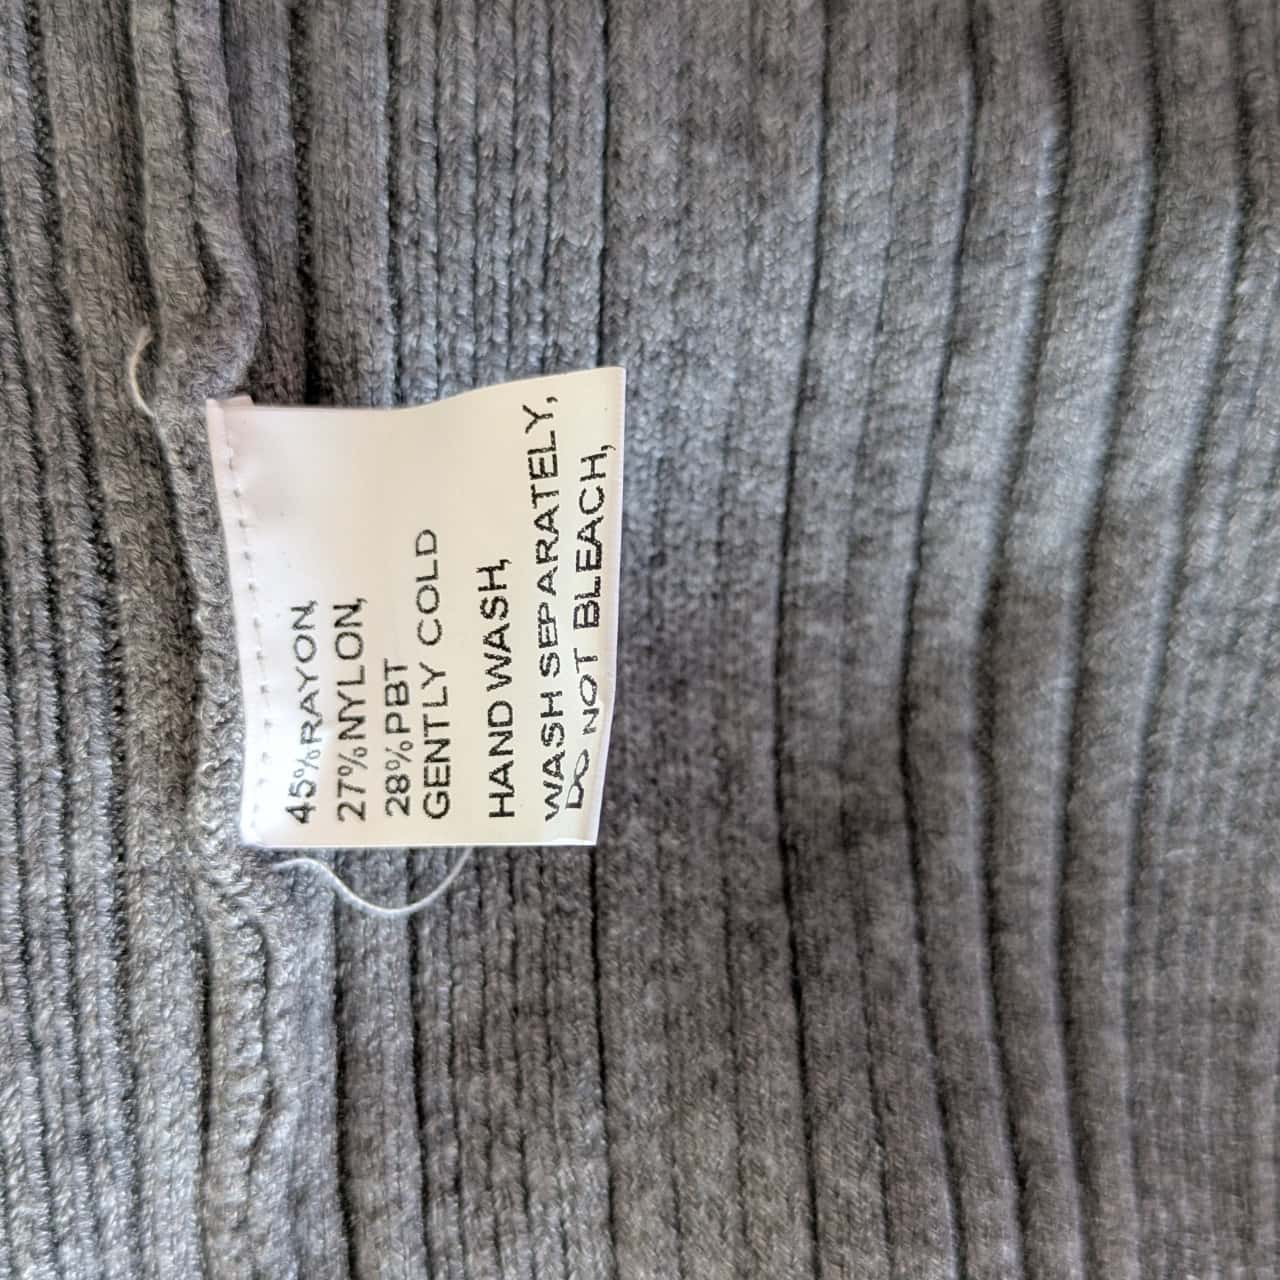 45%RAYON,
27%NYLON,
28%PBT
GENTLY COLD
HAND WASH,
WASH SEPARATELY,
DO NOT BLEACH,